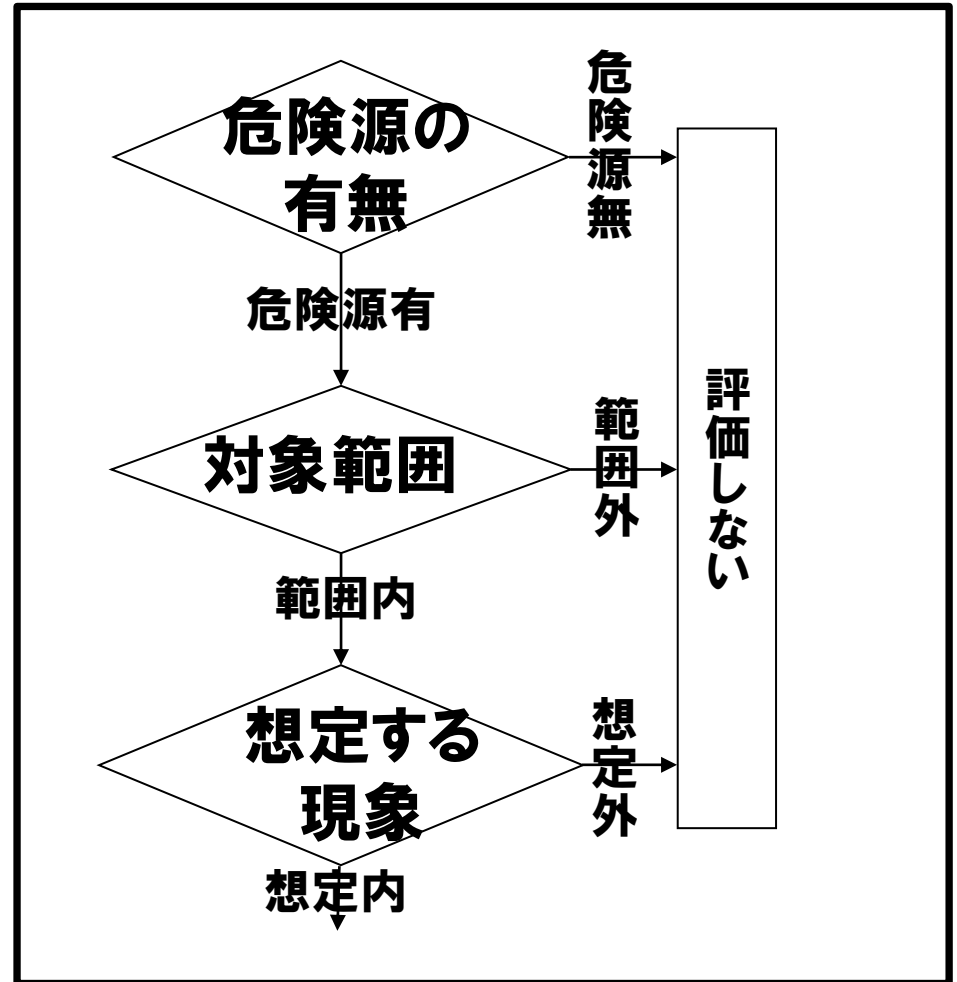 危険源の
有無
危険源無
危険源有
対象範囲
範囲外
範囲内
想定する
現象
想定外
想定内
評価しない